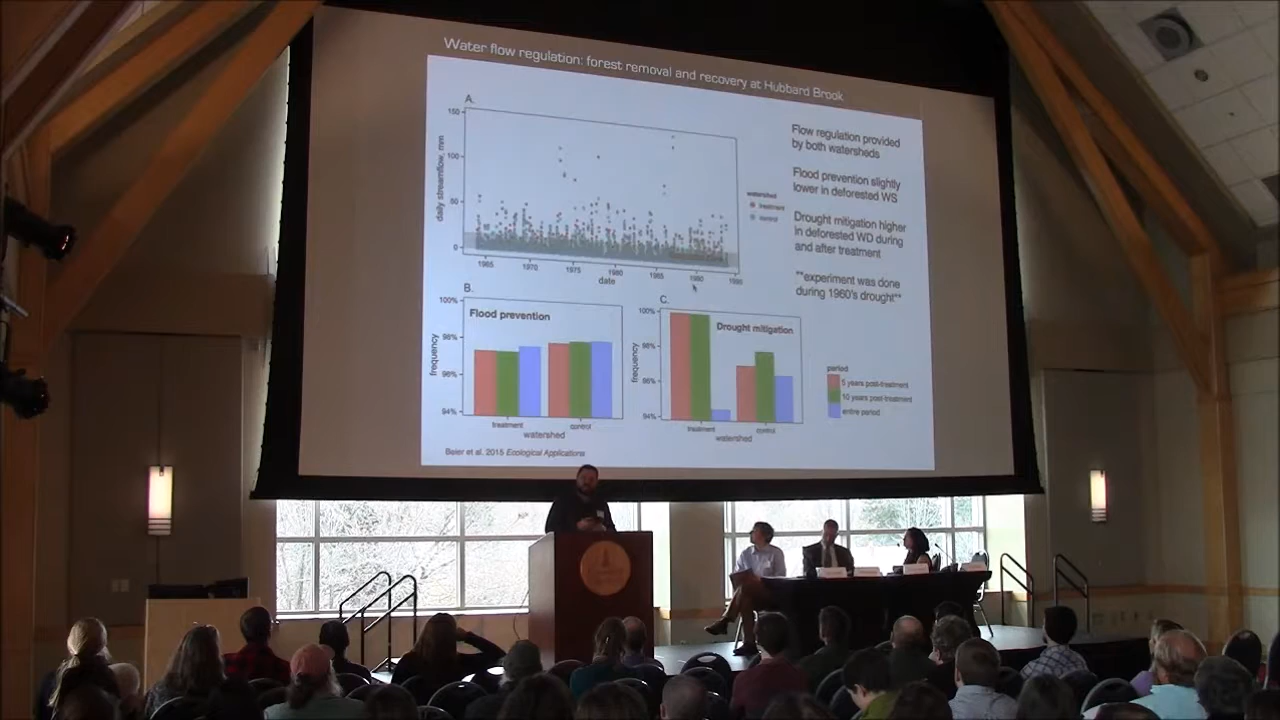 Water flow regulation: forest removal and recovery at Hubbard Brook
A.
150
100
50
0
daily streamflow, mm
1965
1970
1975
1980
1985
1990
1995
date
watershed
treatment
control
Flow regulation provided
by both watersheds
Flood prevention slightly
lower in deforested WS
Drought mitigation higher
in deforested WD during
and after treatment
**experiment was done
during 1960's drought**
B.
Flood prevention
100%
98%
96%
94%
frequency
treatment
control
watershed
C.
Drought mitigation
100%
98%
96%
94%
frequency
treatment
control
watershed
period
5 years post-treatment
10 years post-treatment
entire period
Beier et al. 2015 Ecological Applications